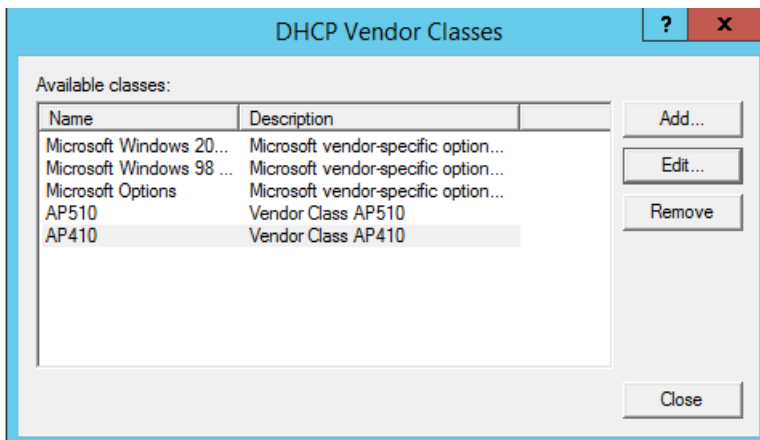 DHCP Vendor Classes
? x
Available classes:
Name Description
Microsoft Windows 20... Microsoft vendor-specific option...
Microsoft Windows 98 ... Microsoft vendor-specific option...
Microsoft Options Microsoft vendor-specific option...
AP510 Vendor Class AP510
AP410 Vendor Class AP410
Add...
Edit...
Remove
Close